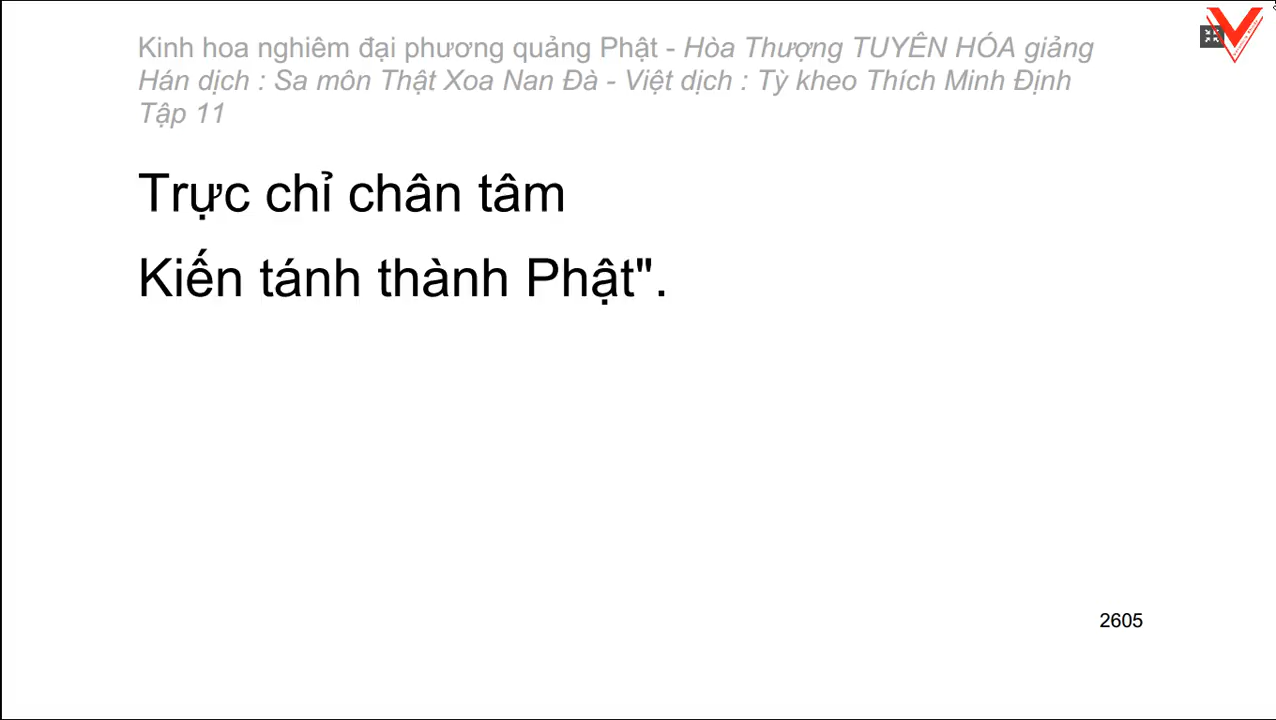 Kinh hoa nghiêm đại phương quảng Phật - Hòa Thượng TUYÊN HÓA giảng
Hán dịch : Sa môn Thật Xoa Nan Đà - Việt dịch : Tỳ kheo Thích Minh Định
Tập 11
Trực chỉ chân tâm
Kiến tánh thành Phật".
2605